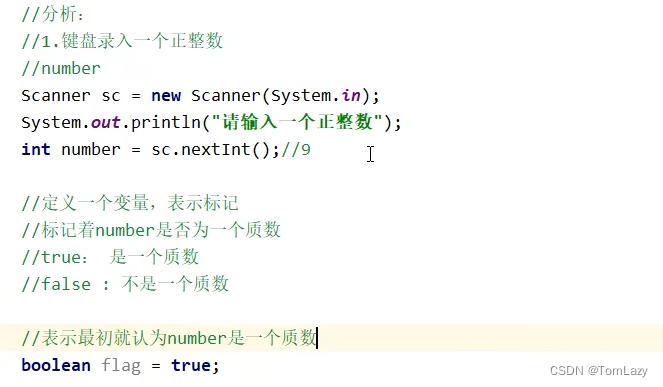 //分析：
//1.键盘录入一个正整数
//number
Scanner sc = new Scanner(System.in);
System.out.println("请输入一个正整数");
int number = sc.nextInt();//9
//定义一个变量，表示标记
//标记着number是否为一个质数
//true： 是一个质数
//false : 不是一个质数
//表示最初就认为number是一个质数
boolean flag = true;
CSDN @TomLazy